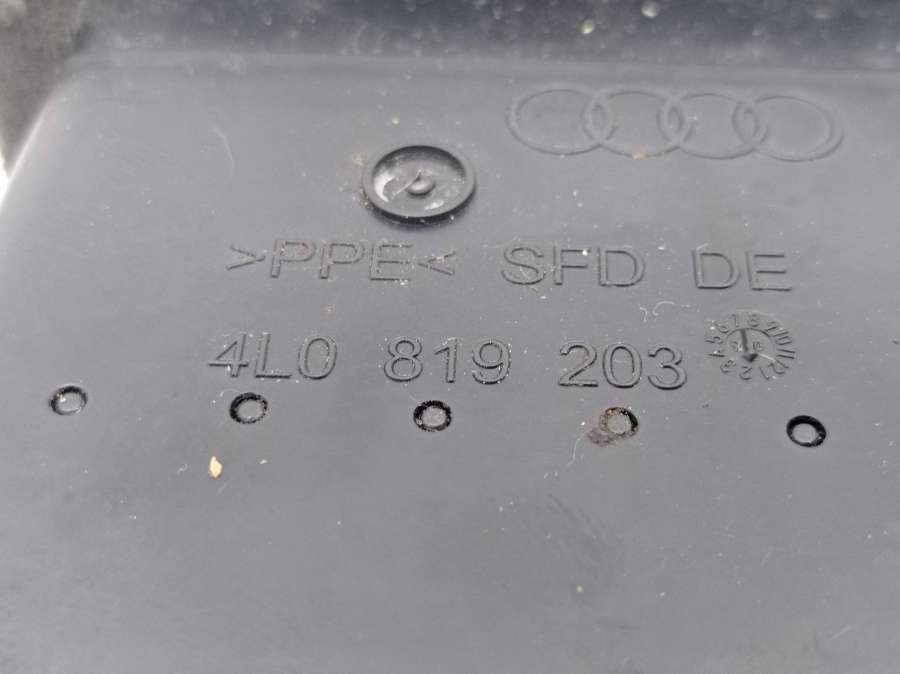 >PPE< SFD DE
4L0 819 203